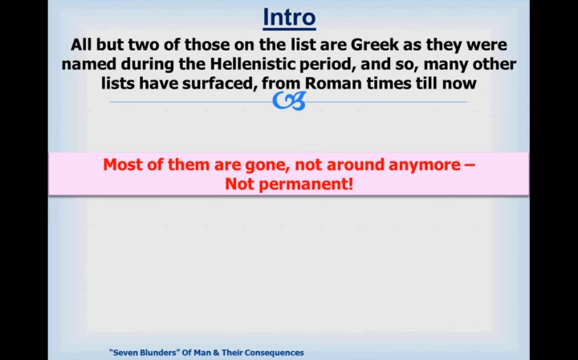 Intro
All but two of those on the list are Greek as they were
named during the Hellenistic period, and so, many other
lists have surfaced, from Roman times till now
Most of them are gone, not around anymore –
Not permanent!
“Seven Blunders” Of Man & Their Consequences